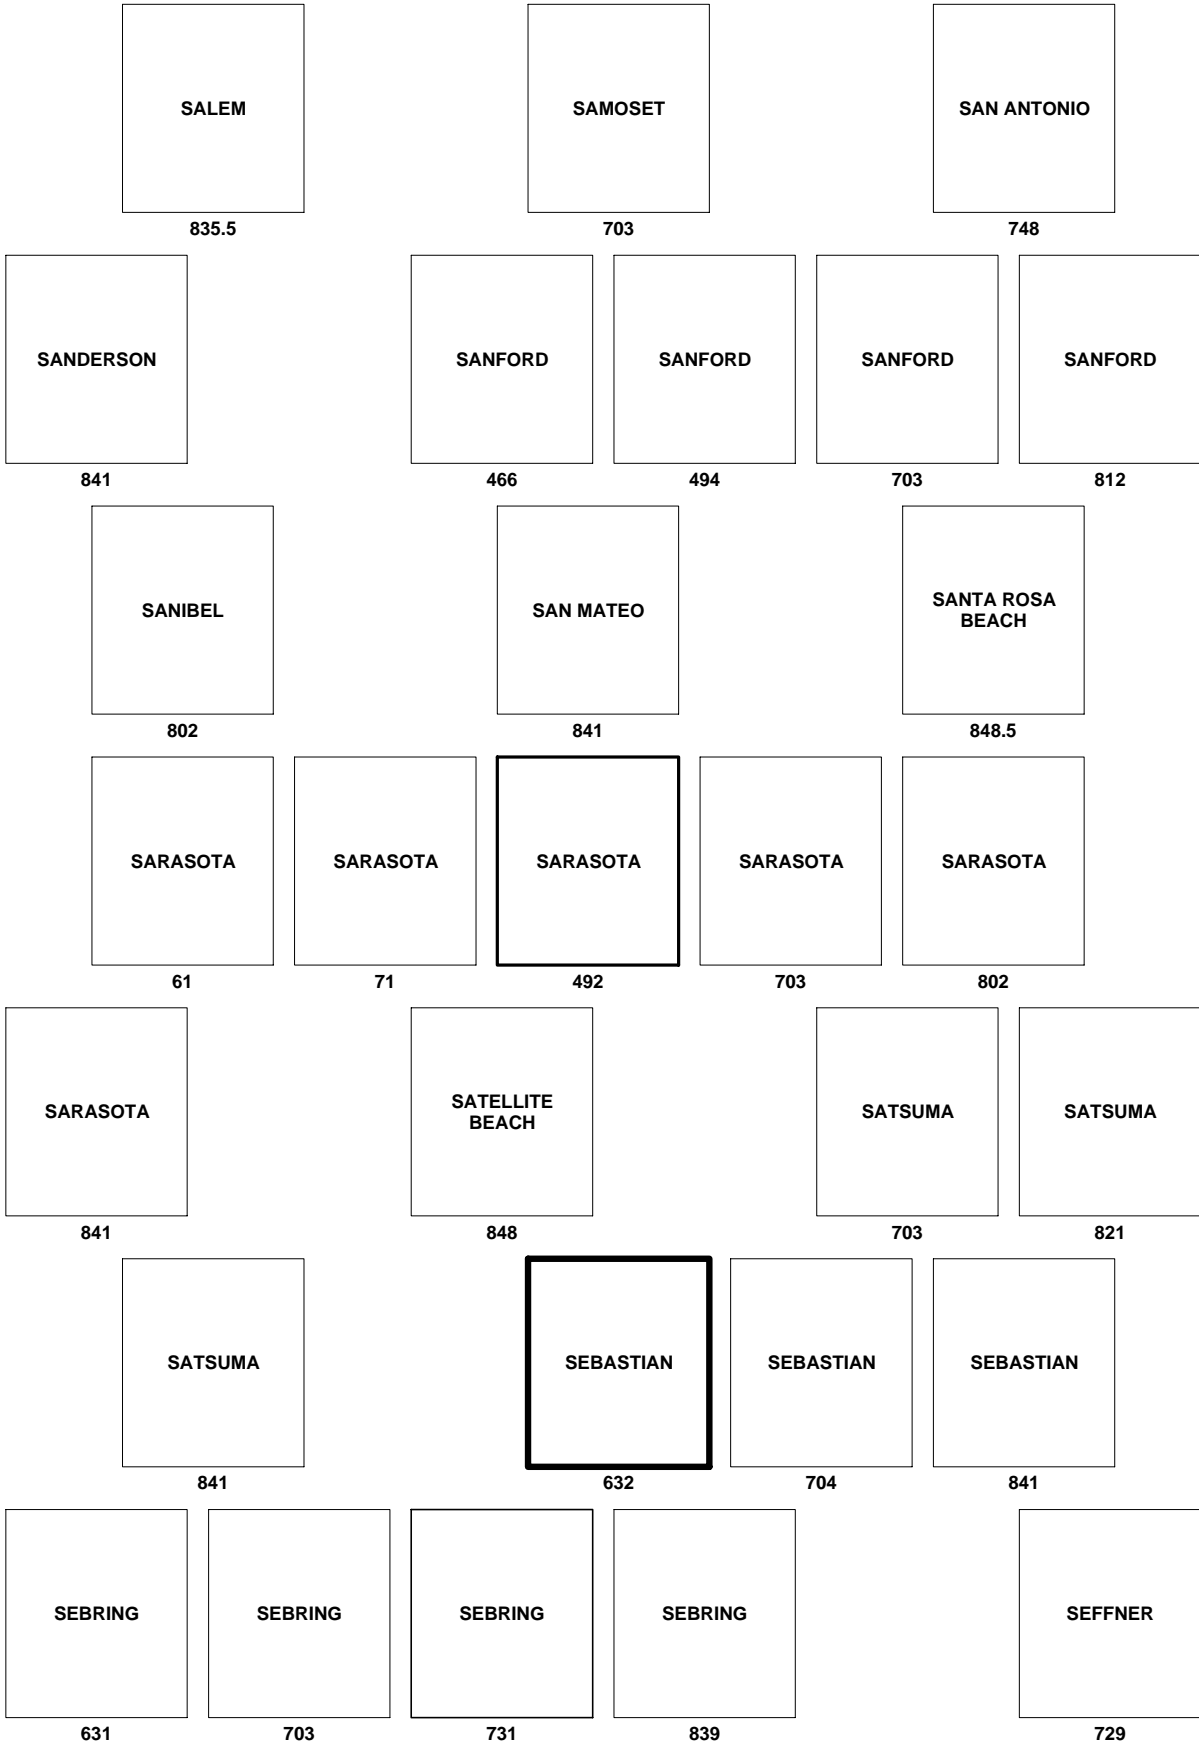 SALEM
SAMOSET
SAN ANTONIO
835.5
703
748
SANDERSON
SANFORD
SANFORD
SANFORD
SANFORD
841
466
494
703
812
SANIBEL
SAN MATEO
SANTA ROSA
BEACH
802
841
848.5
SARASOTA
SARASOTA
SARASOTA
SARASOTA
SARASOTA
61
71
492
703
802
SARASOTA
SATELLITE
BEACH
SATSUMA
SATSUMA
841
848
703
821
SATSUMA
SEBASTIAN
SEBASTIAN
SEBASTIAN
841
632
704
841
SEBRING
SEBRING
SEBRING
SEBRING
SEFFNER
631
703
731
839
729